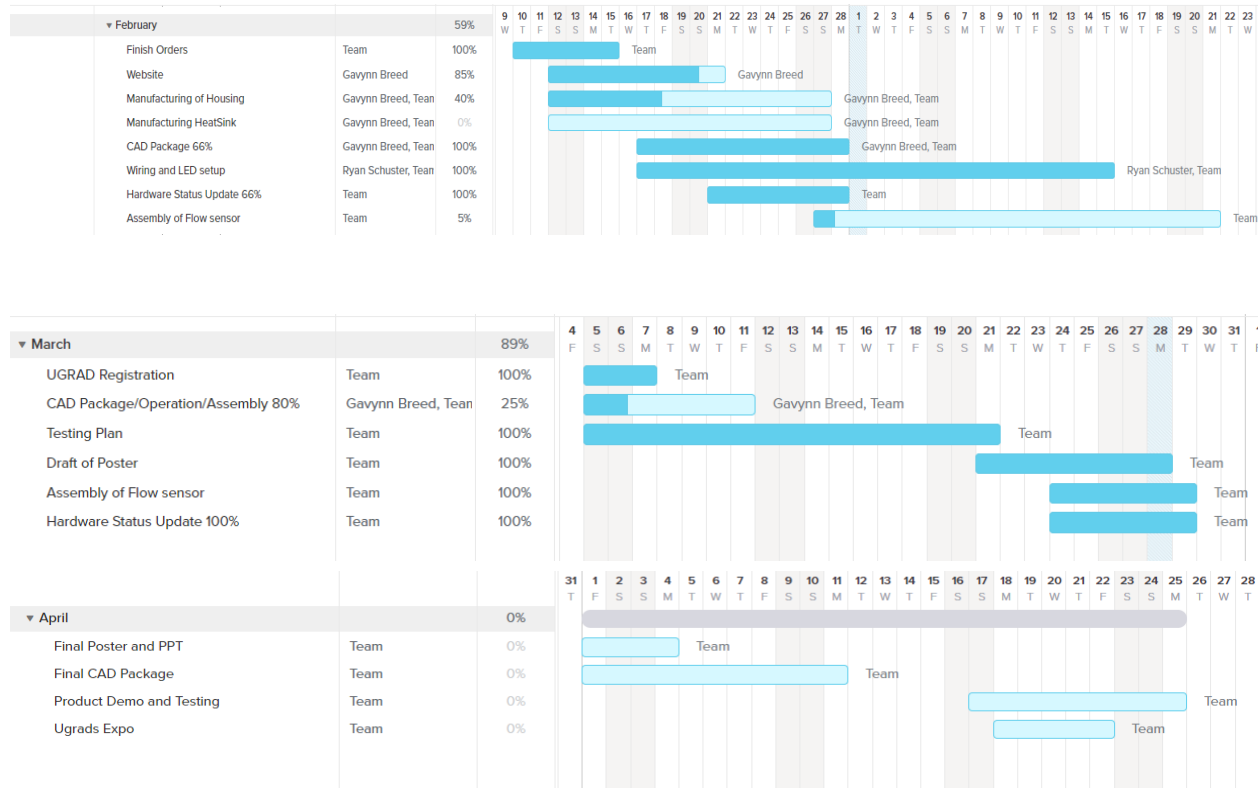 9 10 11 12 13 14 15 16 17 18 19 20 21 22 23 24 25 26 27 28 1 2 3 4 5 6 7 8 9 10 11 12 13 14 15 16 17 18 19 20 21 22 23
▾ February 59% W T F S S M T W T F S S M T W T F S S M T W T F S S M T W T F S S M T W T F S S M T W
Finish Orders Team 100% Team
Website Gavynn Breed 85% Gavynn Breed
Manufacturing of Housing Gavynn Breed, Tean 40% Gavynn Breed, Team
Manufacturing HeatSink Gavynn Breed, Tean 0% Gavynn Breed, Team
CAD Package 66% Gavynn Breed, Tean 100% Gavynn Breed, Team
Wiring and LED setup Ryan Schuster, Tean 100% Ryan Schuster, Team
Hardware Status Update 66% Team 100% Team
Assembly of Flow sensor Team 5% Team
4 5 6 7 8 9 10 11 12 13 14 15 16 17 18 19 20 21 22 23 24 25 26 27 28 29 30 31
▾ March 89% F S S M T W T F S S M T W T F S S M T W T F S S M T W T
UGRAD Registration Team 100% Team
CAD Package/Operation/Assembly 80% Gavynn Breed, Tean 25% Gavynn Breed, Team
Testing Plan Team 100% Team
Draft of Poster Team 100% Team
Assembly of Flow sensor Team 100% Team
Hardware Status Update 100% Team 100% Team
31 1 2 3 4 5 6 7 8 9 10 11 12 13 14 15 16 17 18 19 20 21 22 23 24 25 26 27 28
T F S S M T W T F S S M T W T F S S M T W T F S S M T W T
▾ April 0%
Final Poster and PPT Team 0% Team
Final CAD Package Team 0% Team
Product Demo and Testing Team 0% Team
Ugrads Expo Team 0% Team